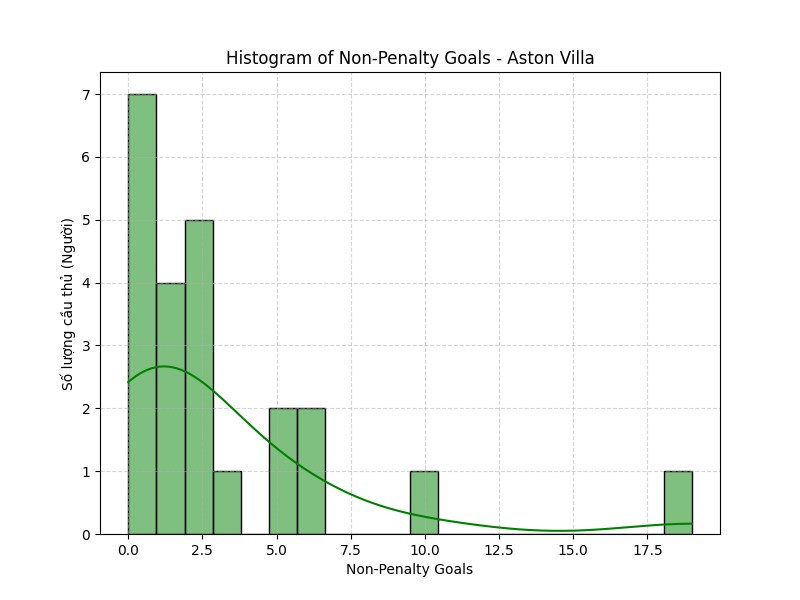 Histogram of Non-Penalty Goals - Aston Villa
Số lượng cầu thủ (Người)
7
6
5
4
3
2
1
0
0.0 2.5 5.0 7.5 10.0 12.5 15.0 17.5
Non-Penalty Goals